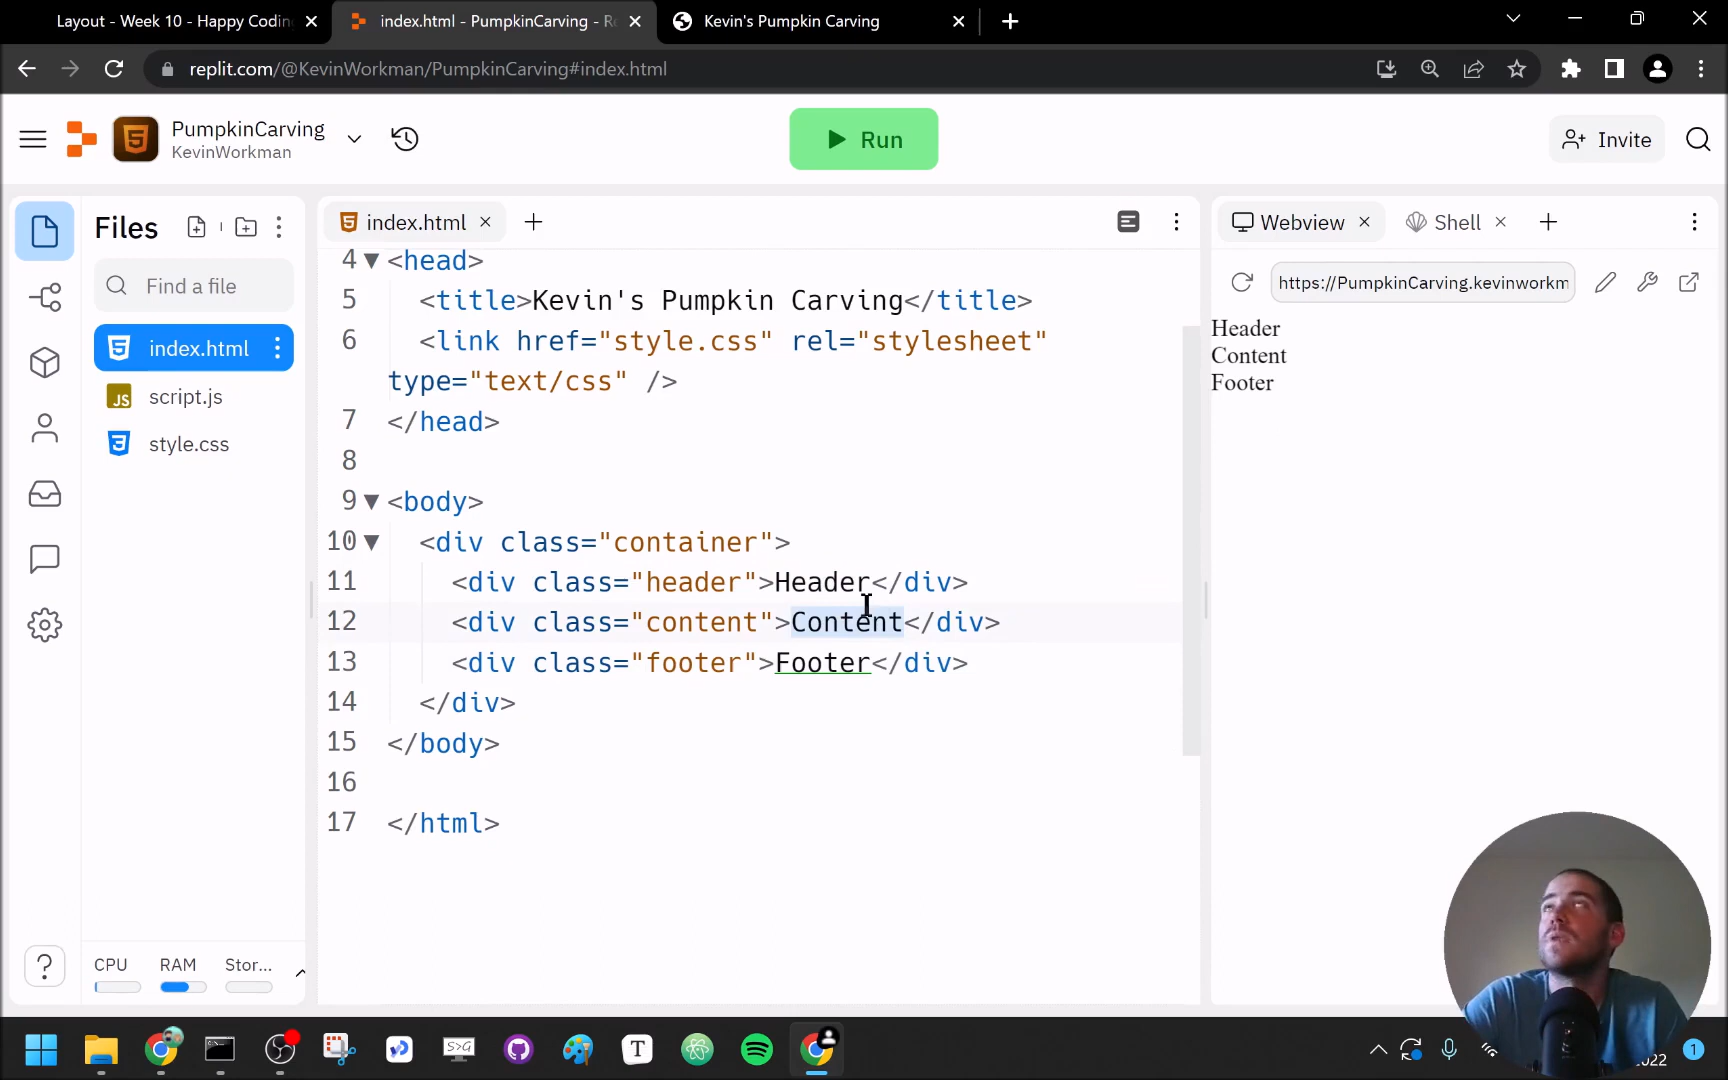 Layout - Week 10 - Happy Codin
index.html - PumpkinCarving - Re
Kevin's Pumpkin Carving
replit.com/@KevinWorkman/PumpkinCarving#index.html
PumpkinCarving
KevinWorkman
Run
Invite
Files
Find a file
index.html
script.js
style.css
CPU RAM Stor...
index.html
4 <head>
5 <title>Kevin's Pumpkin Carving</title>
6 <link href="style.css" rel="stylesheet"
type="text/css" />
7 </head>
8
9 <body>
10 <div class="container">
11 <div class="header">Header</div>
12 <div class="content">Content</div>
13 <div class="footer">Footer</div>
14 </div>
15 </body>
16
17 </html>
Webview
Shell
https://PumpkinCarving.kevinworkm
Header
Content
Footer
JS
T
S>G
2022
1